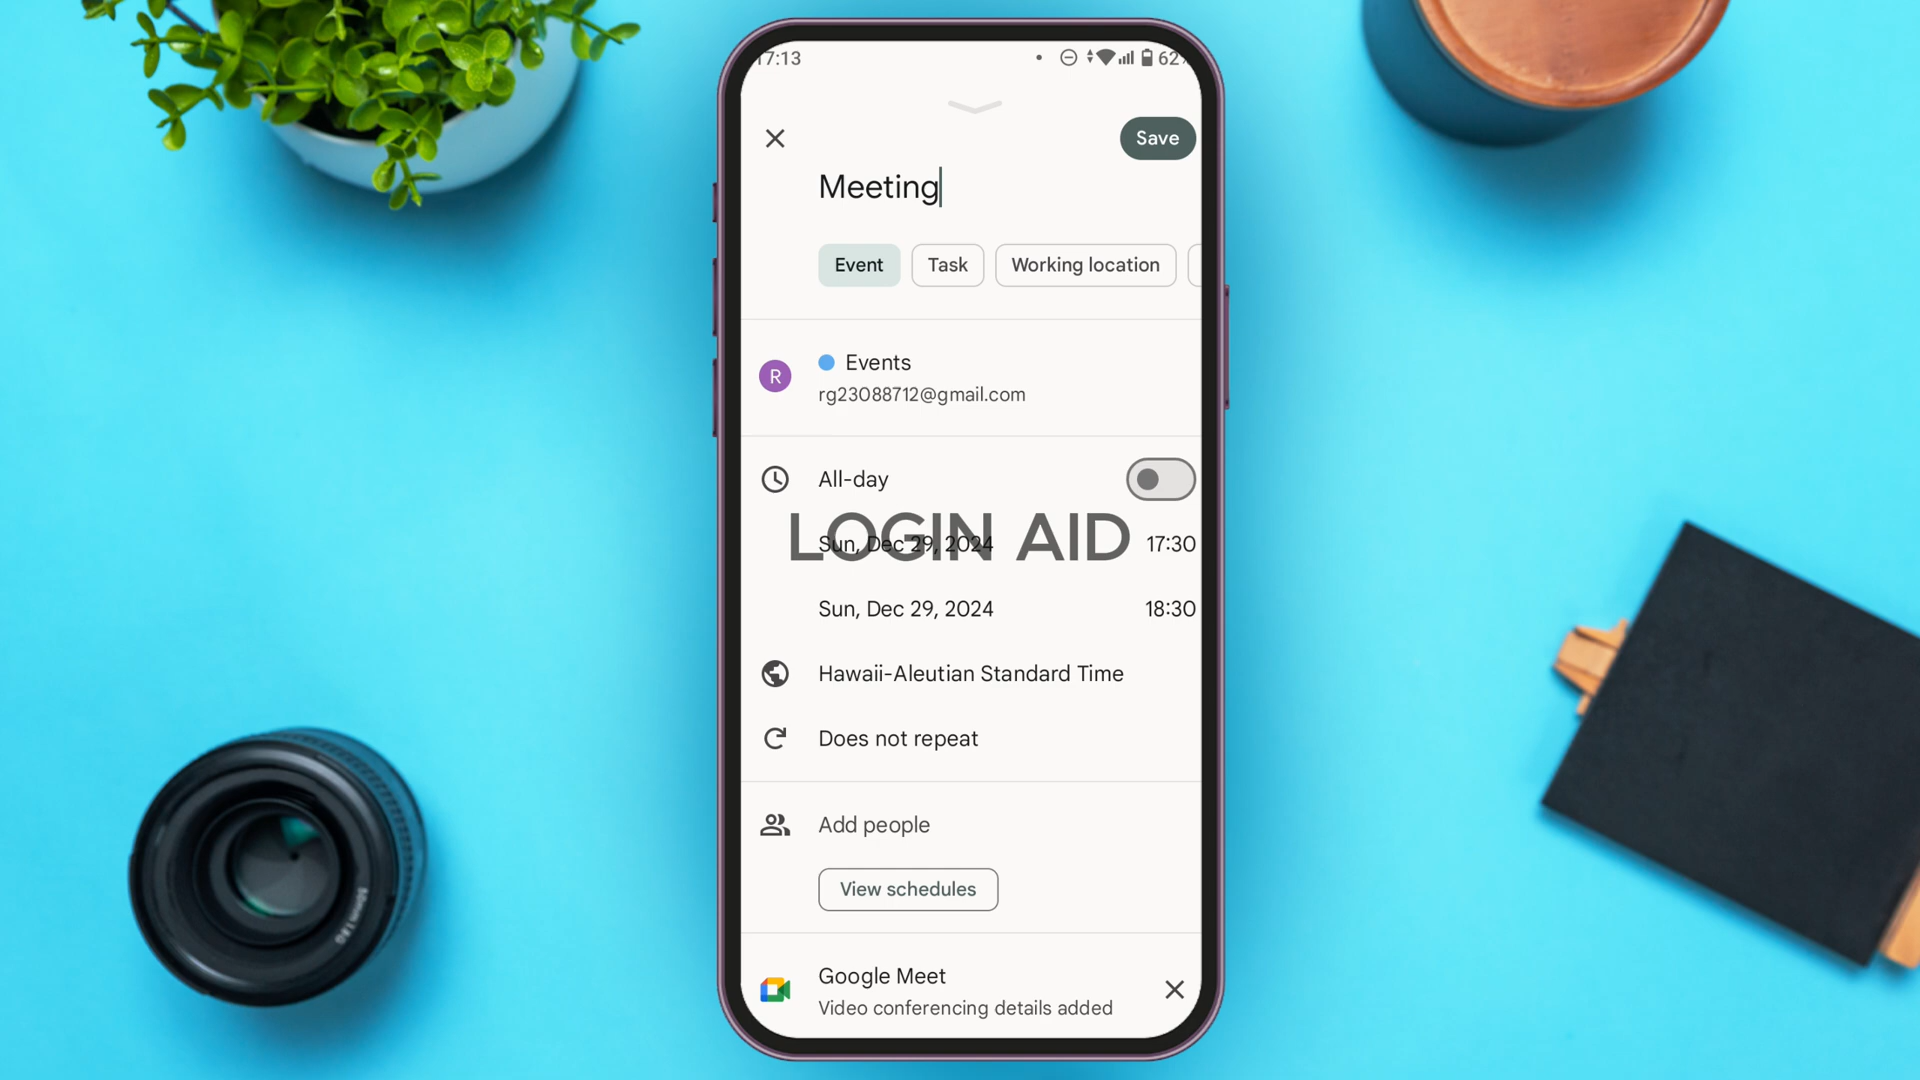 17:13 62%
Save
Meeting
Event Task Working location
R Events
rg23088712@gmail.com
All-day
LOGIN AID
Sun, Dec 29, 2024 17:30
Sun, Dec 29, 2024 18:30
Hawaii-Aleutian Standard Time
Does not repeat
Add people
View schedules
Google Meet
Video conferencing details added